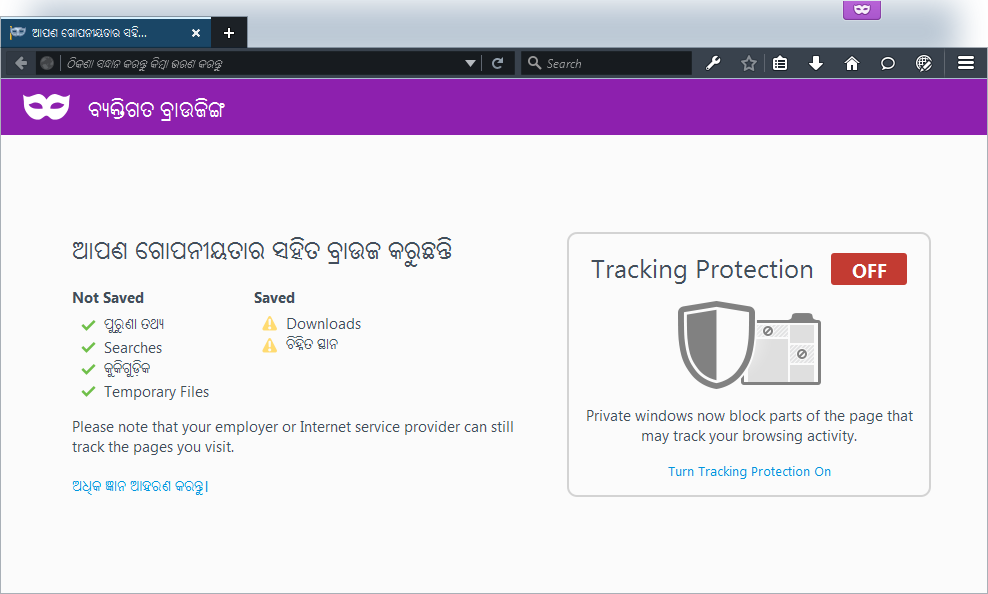 ଆପଣ ଗୋପନୀୟତାର ସହି...
ଠିକଣା ସନ୍ଧାନ କରନ୍ତୁ କିମ୍ବା ଭରଣ କରନ୍ତୁ
Search
ବ୍ୟକ୍ତିଗତ ବ୍ରାଉଜିଙ୍ଗ
ଆପଣ ଗୋପନୀୟତାର ସହିତ ବ୍ରାଉଜ କରୁଛନ୍ତି
Not Saved
ପୁରୁଣା ତଥ୍ୟ
Searches
କୁକିଗୁଡ଼ିକ
Temporary Files
Saved
Downloads
ଚିହ୍ନିତ ସ୍ଥାନ
Please note that your employer or Internet service provider can still
track the pages you visit.
ଅଧିକ ଜ୍ଞାନ ଆହରଣ କରନ୍ତୁ।
Tracking Protection OFF
Private windows now block parts of the page that
may track your browsing activity.
Turn Tracking Protection On